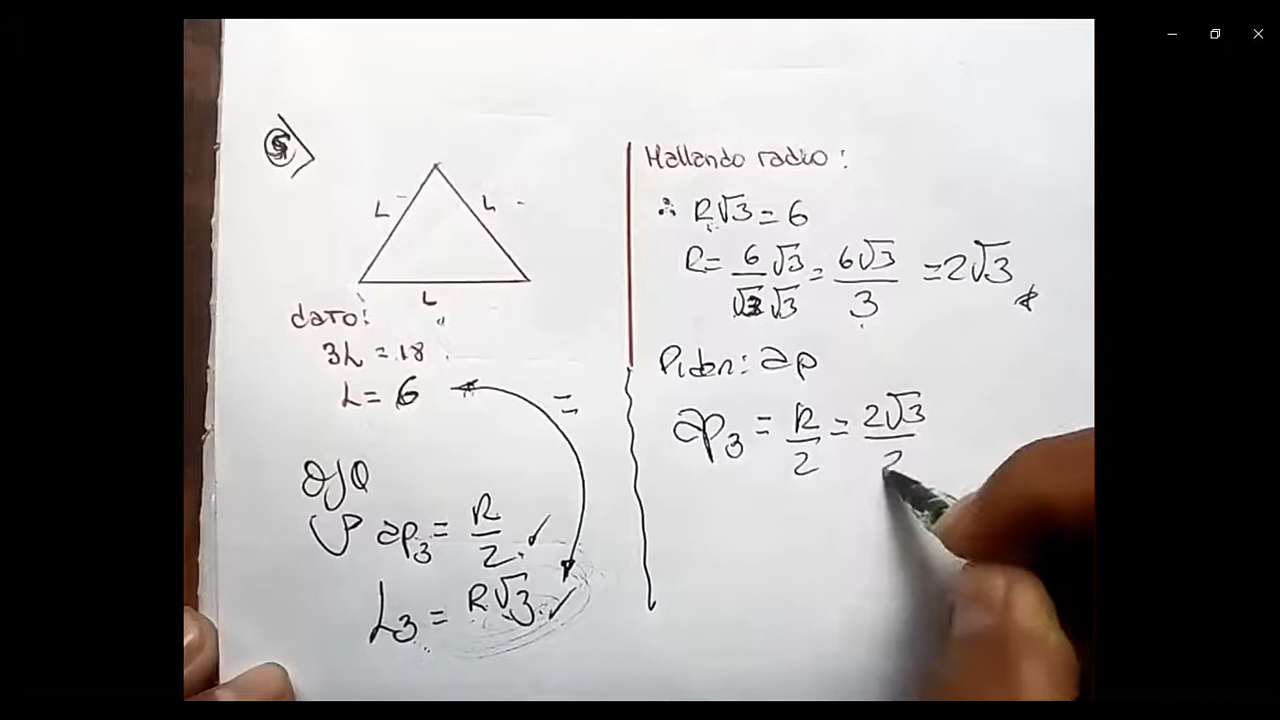 5
L L
L
dato:
3L = 18
L = 6
=
OJO
ap₃ = R/2 ✓
L₃ = R√3 ✓
Hallando radio:
∴ R√3 = 6
R = 6√3/√3√3 = 6√3/3 = 2√3
Piden: ap
ap₃ = R/2 = 2√3/2